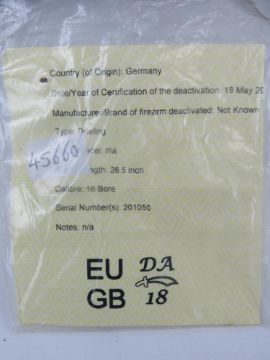 Country (of Origin): Germany
Date/Year of Certification of the deactivation: 18 May 20
Manufacturer/Brand of firearm deactivated: Not Known
Type: Drilling
45660
n\a
26.5 inch
Calibre: 16 Bore
Serial Number(s): 201050
Notes: n/a
EU DA
GB 18